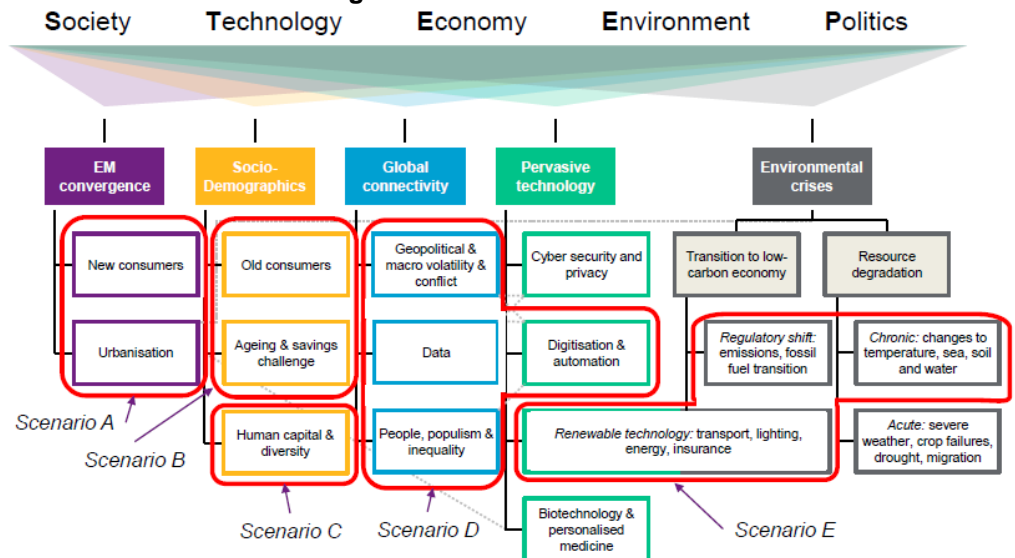 Society Technology Economy Environment Politics
EM
convergence
Socio-
Demographics
Global
connectivity
Pervasive
technology
Environmental
crises
New consumers
Old consumers
Geopolitical &
macro volatility &
conflict
Cyber security and
privacy
Transition to low-
carbon economy
Resource
degradation
Urbanisation
Ageing & savings
challenge
Data
Digitisation &
automation
Regulatory shift:
emissions, fossil
fuel transition
Chronic: changes to
temperature, sea, soil
and water
Scenario A
Scenario B
Human capital &
diversity
People, populism &
inequality
Renewable technology: transport, lighting,
energy, insurance
Acute: severe
weather, crop failures,
drought, migration
Scenario C
Scenario D
Biotechnology &
personalised
medicine
Scenario E